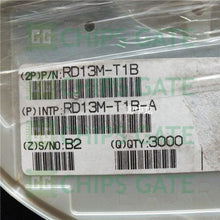 CHIPS GATE
(2P)P/N:RD13M-T1B
(P)INTP:RD13M-T1B-A
(Z)S/NO:B2
(Q)QTY:3000